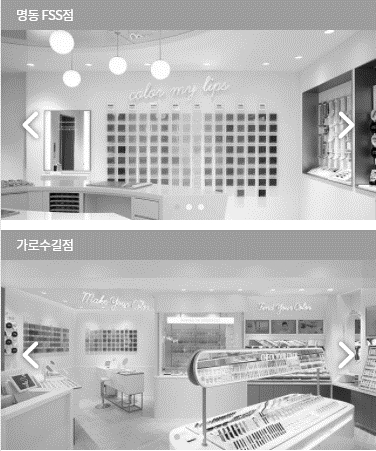 명동 FSS점
color my lips
가로수길점
Make Your Own
Find Your Color